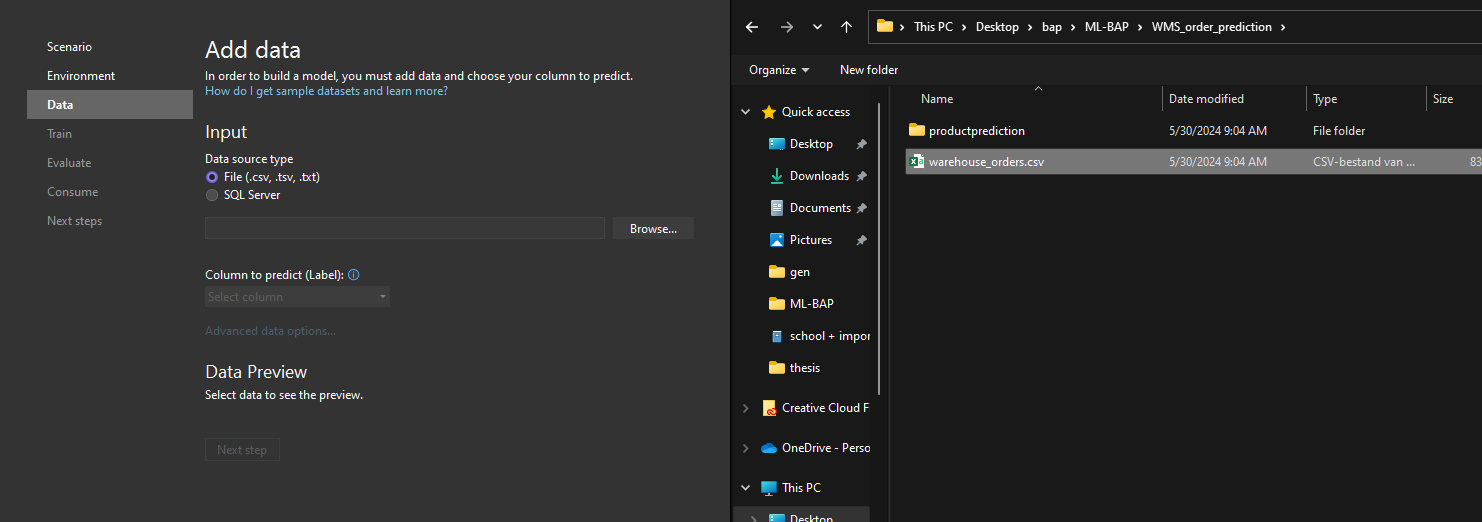 Scenario
Environment
Data
Train
Evaluate
Consume
Next steps
Add data
In order to build a model, you must add data and choose your column to predict.
How do I get sample datasets and learn more?
Input
Data source type
File (.csv, .tsv, .txt)
SQL Server
Browse...
Column to predict (Label):
Select column
Advanced data options...
Data Preview
Select data to see the preview.
Next step
This PC > Desktop > bap > ML-BAP > WMS_order_prediction >
Organize
New folder
Quick access
Desktop
Downloads
Documents
Pictures
gen
ML-BAP
school + impor
thesis
Creative Cloud F
OneDrive - Perso
This PC
Desktop
Name Date modified Type Size
productprediction 5/30/2024 9:04 AM File folder
warehouse_orders.csv 5/30/2024 9:04 AM CSV-bestand van ... 83